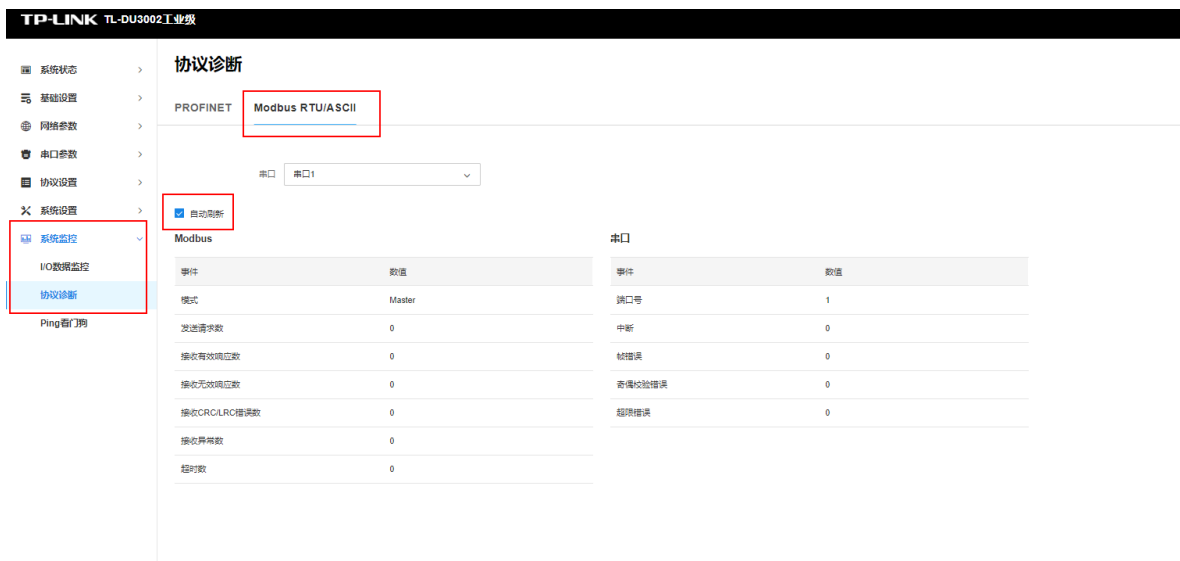 TP-LINK TL-DU3002工业级
系统状态
基础设置
网络参数
串口参数
协议设置
系统设置
系统监控
I/O数据监控
协议诊断
Ping看门狗
协议诊断
PROFINET Modbus RTU/ASCII
串口 串口1
自动刷新
Modbus
事件 数值
模式 Master
发送请求数 0
接收有效响应数 0
接收无效响应数 0
接收CRC/LRC错误数 0
接收异常数 0
超时数 0
串口
事件 数值
端口号 1
中断 0
帧错误 0
奇偶校验错误 0
超限错误 0